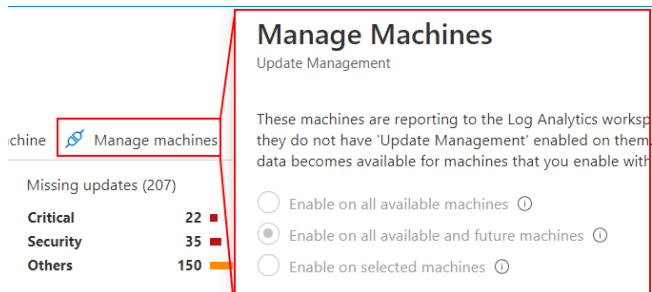 Manage Machines
Update Management
These machines are reporting to the Log Analytics
they do not have 'Update Management' enabled on them.
data becomes available for machines that you enable with
Enable on all available machines
Enable on all available and future machines
Enable on selected machines
Manage machines
Missing updates (207)
Critical 22
Security 35
Others 150